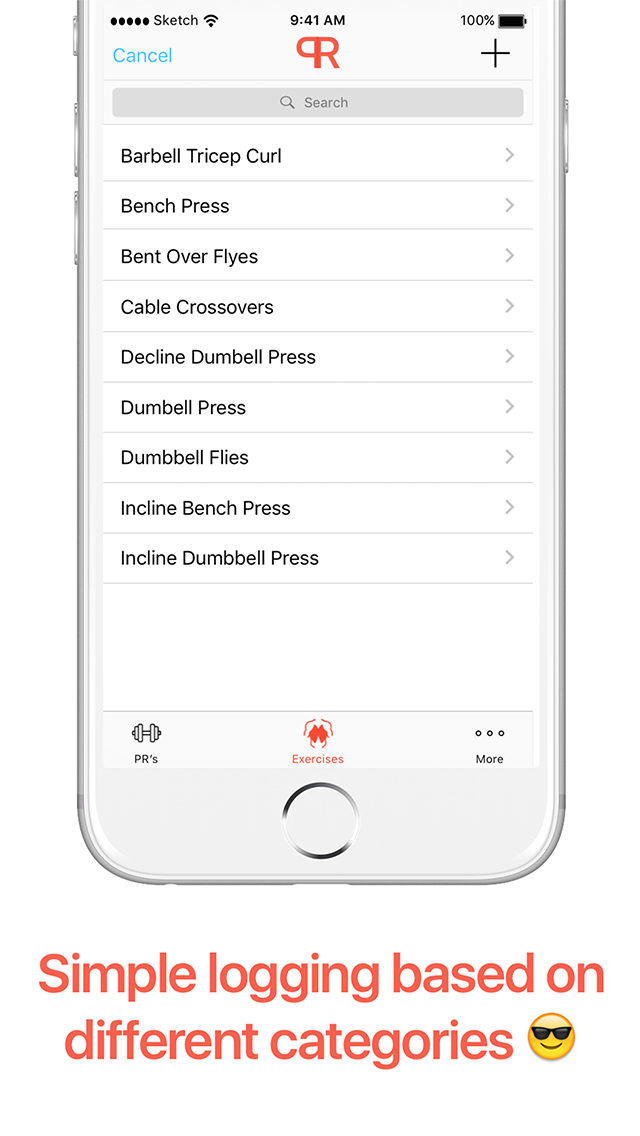 Sketch 9:41 AM 100%
Cancel PR
Search
Barbell Tricep Curl
Bench Press
Bent Over Flyes
Cable Crossovers
Decline Dumbell Press
Dumbell Press
Dumbbell Flies
Incline Bench Press
Incline Dumbbell Press
PR's Exercises More
Simple logging based on
different categories 😎